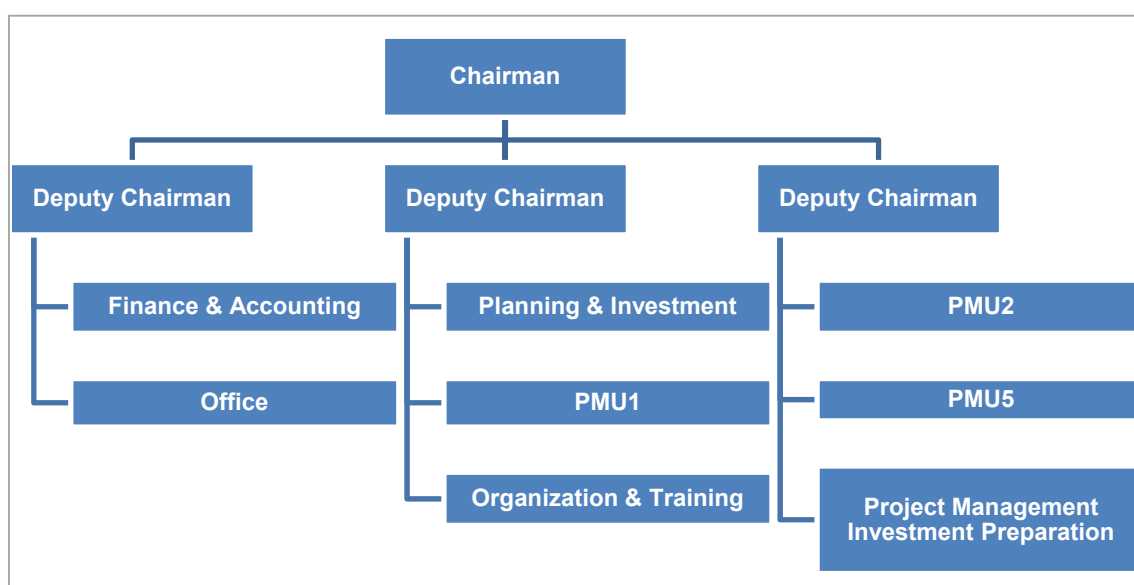 Chairman
Deputy Chairman
Deputy Chairman
Deputy Chairman
Finance & Accounting
Planning & Investment
PMU2
Office
PMU1
PMU5
Organization & Training
Project Management
Investment Preparation